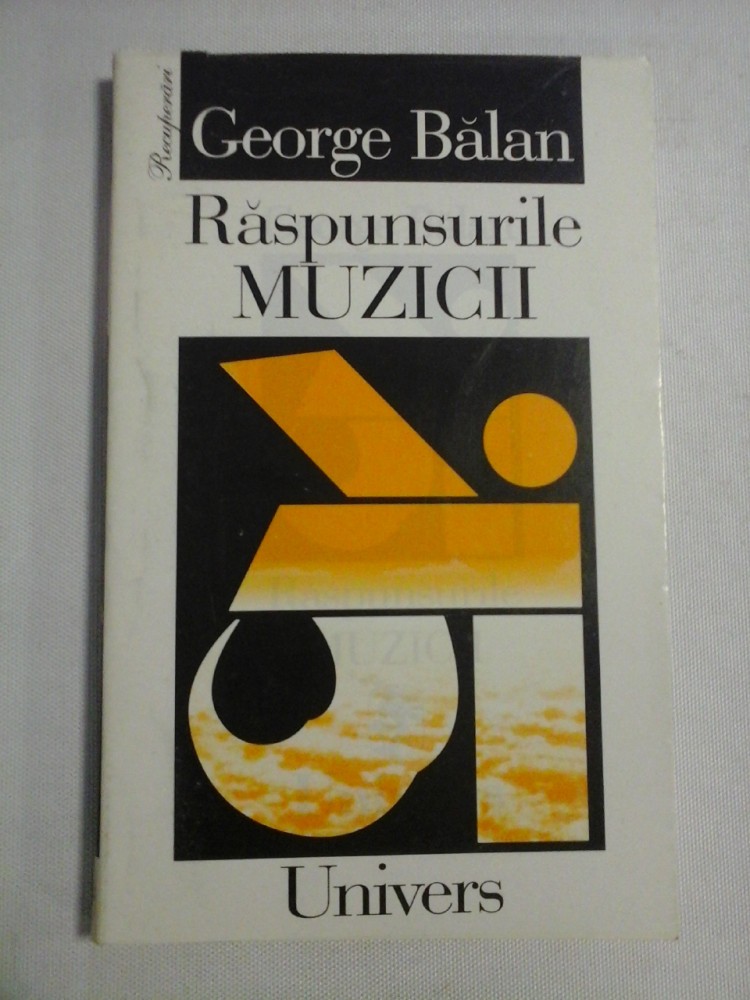 Recuperări
George Bălan
Răspunsurile
MUZICII
Univers